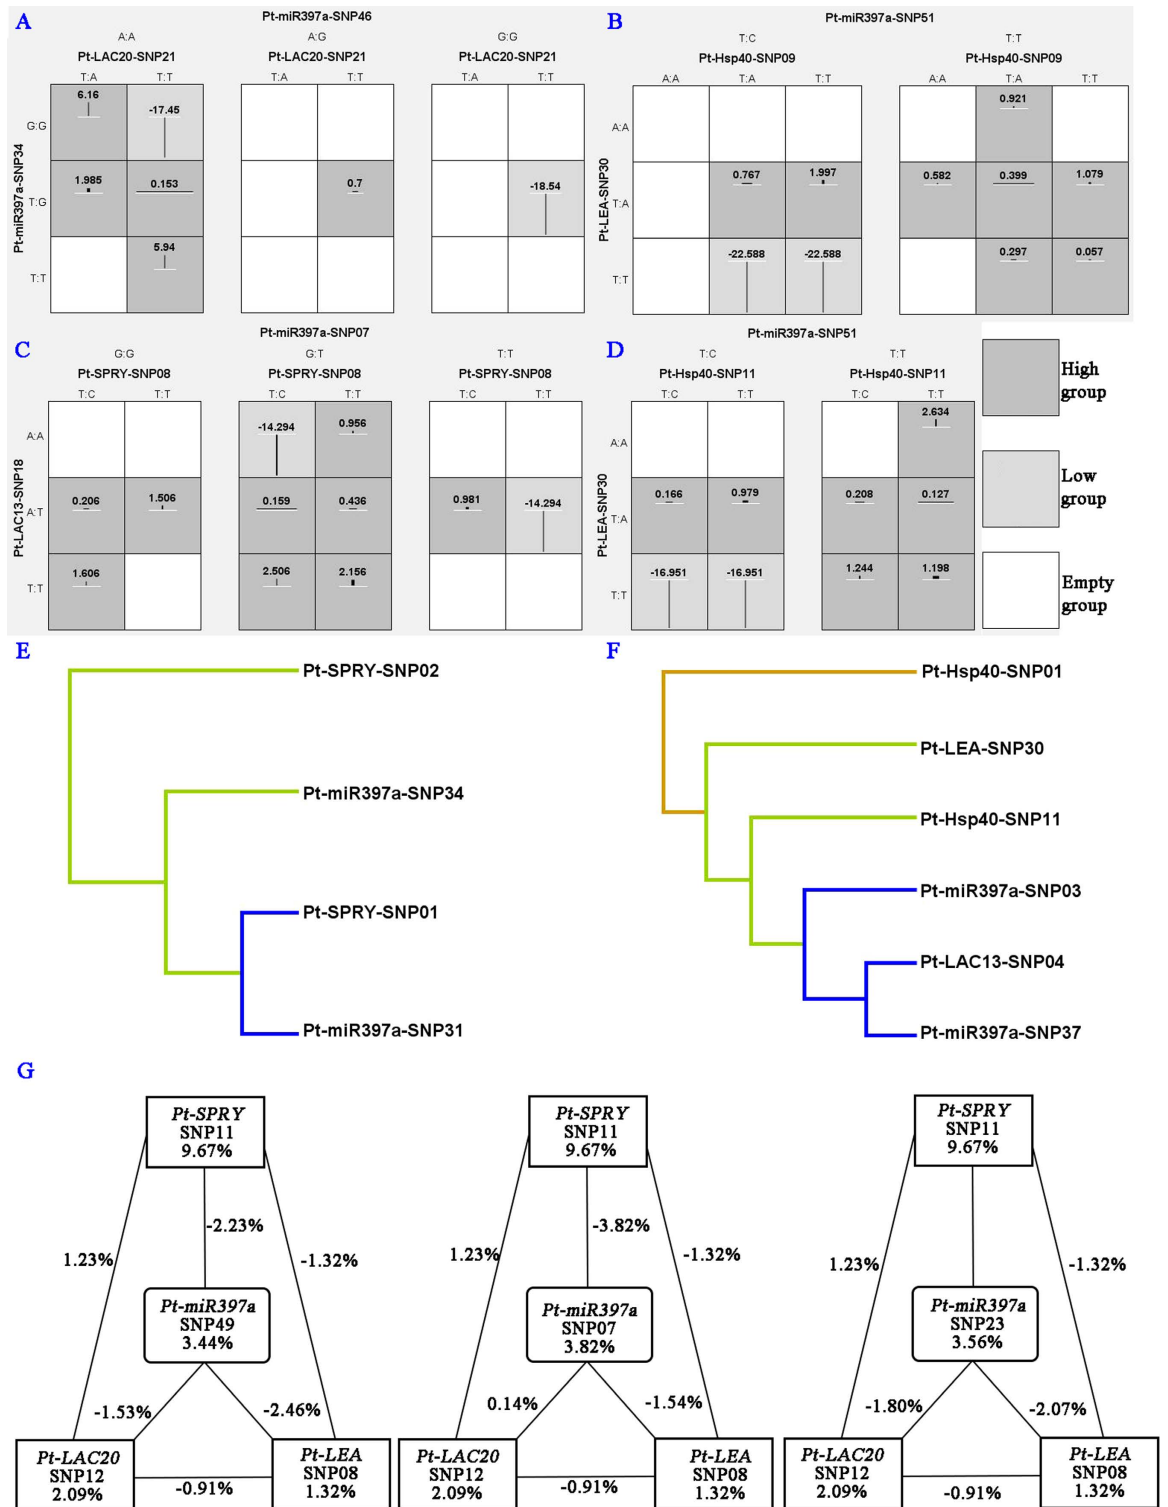 A
Pt-miR397a-SNP46
A:A
A:G
G:G
Pt-LAC20-SNP21
Pt-LAC20-SNP21
Pt-LAC20-SNP21
T:A
T:T
T:A
T:T
T:A
T:T
Pt-miR397a-SNP34
G:G
6.16
-17.45
T:G
1.985
0.153
0.7
-18.54
T:T
5.94
B
Pt-miR397a-SNP51
T:C
T:T
Pt-Hsp40-SNP09
Pt-Hsp40-SNP09
A:A
T:A
T:T
A:A
T:A
T:T
Pt-LEA-SNP30
A:A
0.921
T:A
0.767
1.997
0.582
0.399
1.079
T:T
-22.588
-22.588
0.297
0.057
C
Pt-miR397a-SNP07
G:G
G:T
T:T
Pt-SPRY-SNP08
Pt-SPRY-SNP08
Pt-SPRY-SNP08
T:C
T:T
T:C
T:T
T:C
T:T
Pt-LAC13-SNP18
A:A
-14.294
0.956
A:T
0.206
1.506
0.159
0.436
0.981
-14.294
T:T
1.606
2.506
2.156
D
Pt-miR397a-SNP51
T:C
T:T
Pt-Hsp40-SNP11
Pt-Hsp40-SNP11
T:C
T:T
T:C
T:T
Pt-LEA-SNP30
A:A
2.634
T:A
0.166
0.979
0.208
0.127
T:T
-16.951
-16.951
1.244
1.198
High
group
Low
group
Empty
group
E
Pt-SPRY-SNP02
Pt-miR397a-SNP34
Pt-SPRY-SNP01
Pt-miR397a-SNP31
F
Pt-Hsp40-SNP01
Pt-LEA-SNP30
Pt-Hsp40-SNP11
Pt-miR397a-SNP03
Pt-LAC13-SNP04
Pt-miR397a-SNP37
G
Pt-SPRY
SNP11
9.67%
-2.23%
1.23%
-1.32%
Pt-miR397a
SNP49
3.44%
-1.53%
-2.46%
Pt-LAC20
SNP12
2.09%
-0.91%
Pt-LEA
SNP08
1.32%
Pt-SPRY
SNP11
9.67%
-3.82%
1.23%
-1.32%
Pt-miR397a
SNP07
3.82%
0.14%
-1.54%
Pt-LAC20
SNP12
2.09%
-0.91%
Pt-LEA
SNP08
1.32%
Pt-SPRY
SNP11
9.67%
1.23%
-1.32%
Pt-miR397a
SNP23
3.56%
-1.80%
-2.07%
Pt-LAC20
SNP12
2.09%
-0.91%
Pt-LEA
SNP08
1.32%